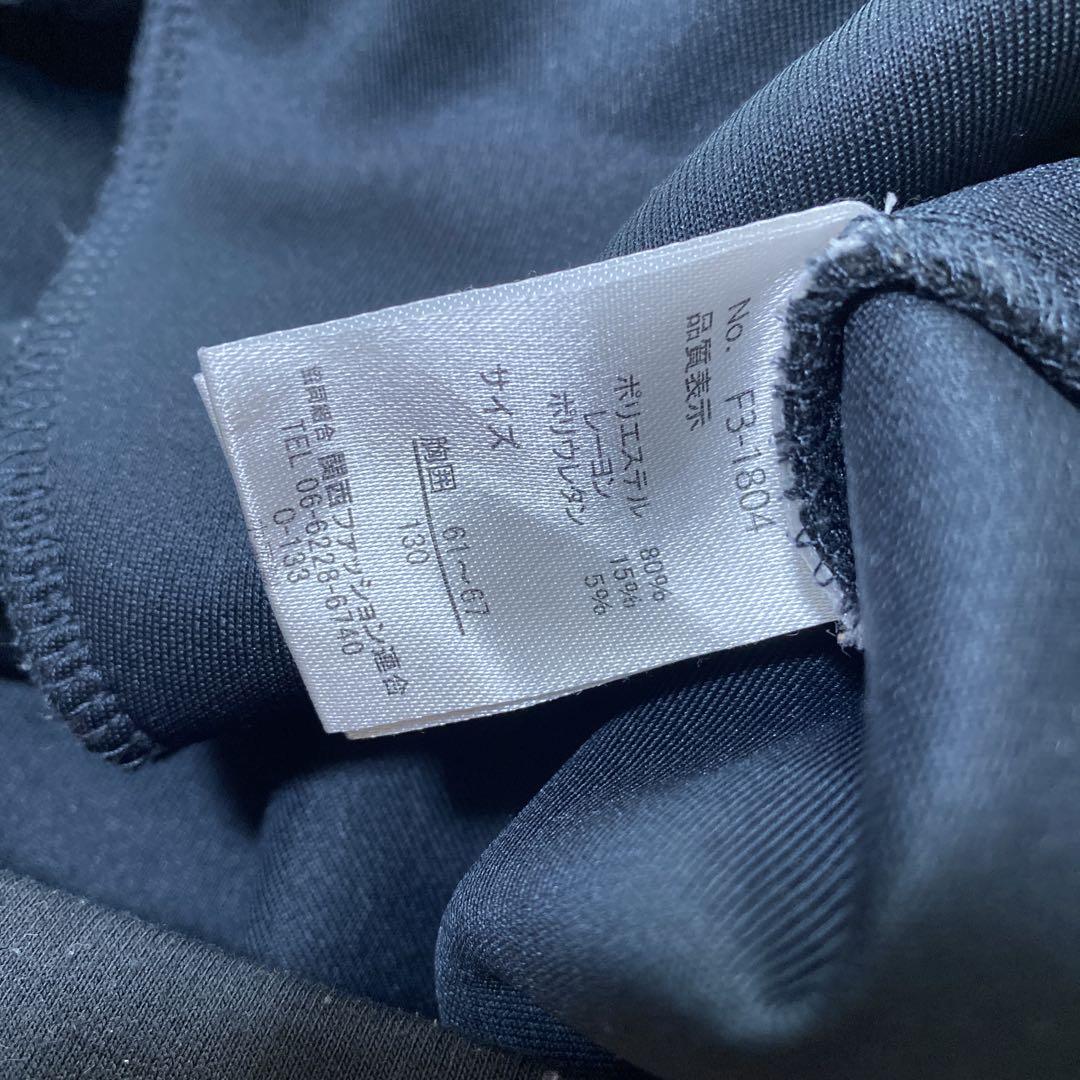 No. F3-1804
品質表示
ポリエステル 80%
レーヨン 15%
ポリウレタン 5%
サイズ
胸囲 61〜67
130
協同組合 関西ファッション連合
TEL 06-6228-6740
0-133